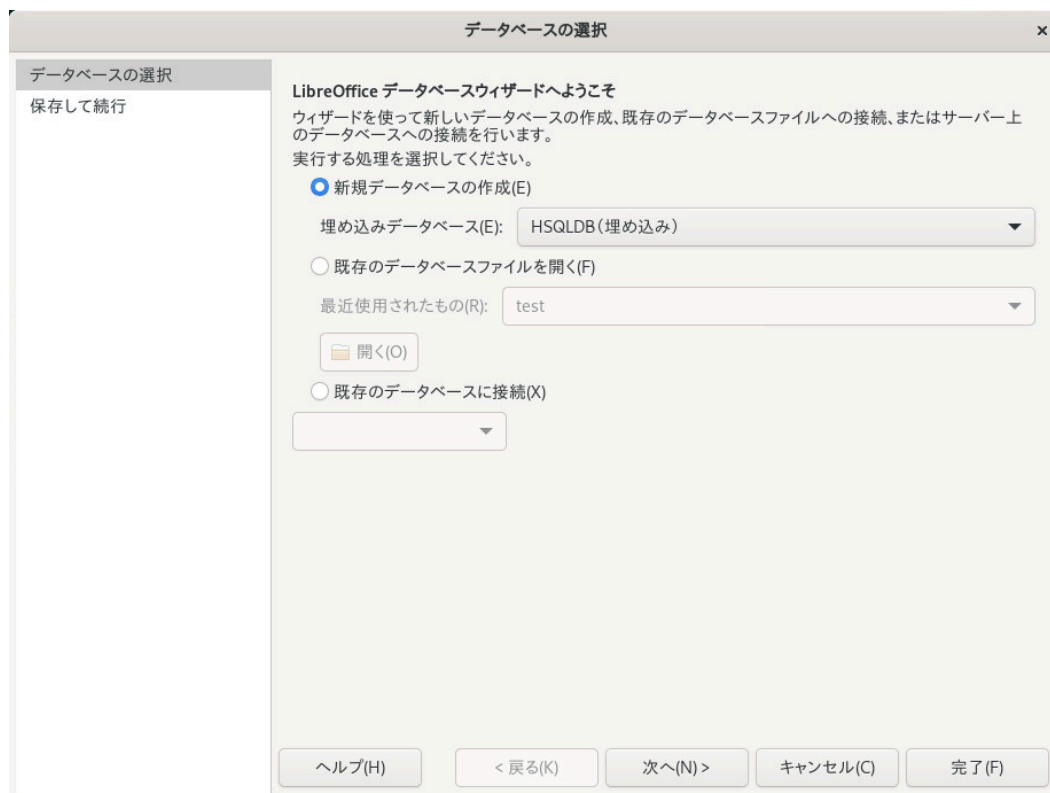 データベースの選択
データベースの選択
保存して続行
LibreOffice データベースウィザードへようこそ
ウィザードを使って新しいデータベースの作成、既存のデータベースファイルへの接続、またはサーバー上
のデータベースへの接続を行います。
実行する処理を選択してください。
新規データベースの作成(E)
埋め込みデータベース(E): HSQLDB(埋め込み)
既存のデータベースファイルを開く(F)
最近使用されたもの(R): test
開く(O)
既存のデータベースに接続(X)
ヘルプ(H) < 戻る(K) 次へ(N) > キャンセル(C) 完了(F)